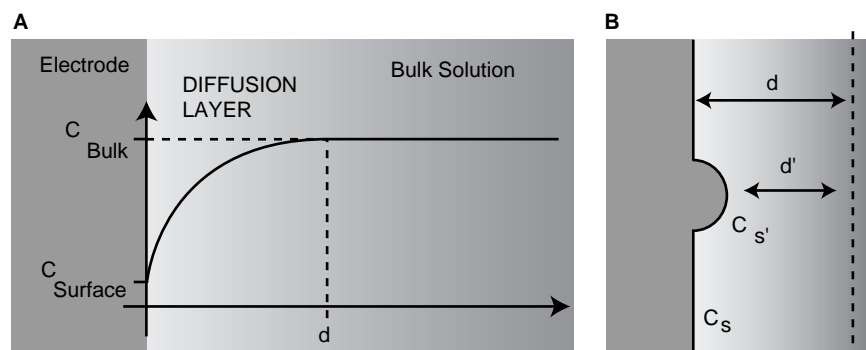 A
Electrode
DIFFUSION
LAYER
Bulk Solution
C Bulk
C Surface
d
B
d
d'
C s'
C s